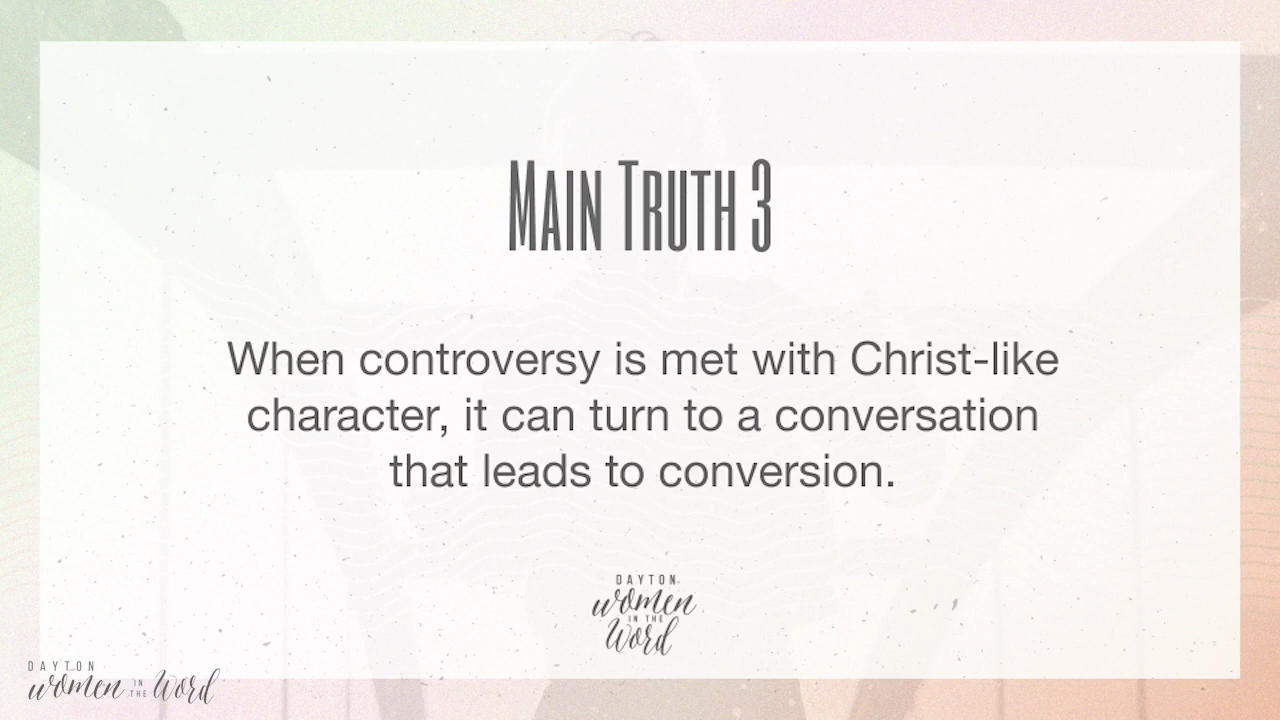 Main Truth 3
When controversy is met with Christ-like
character, it can turn to a conversation
that leads to conversion.
DAYTON
women
IN THE
Word
DAYTON
women IN THE Word